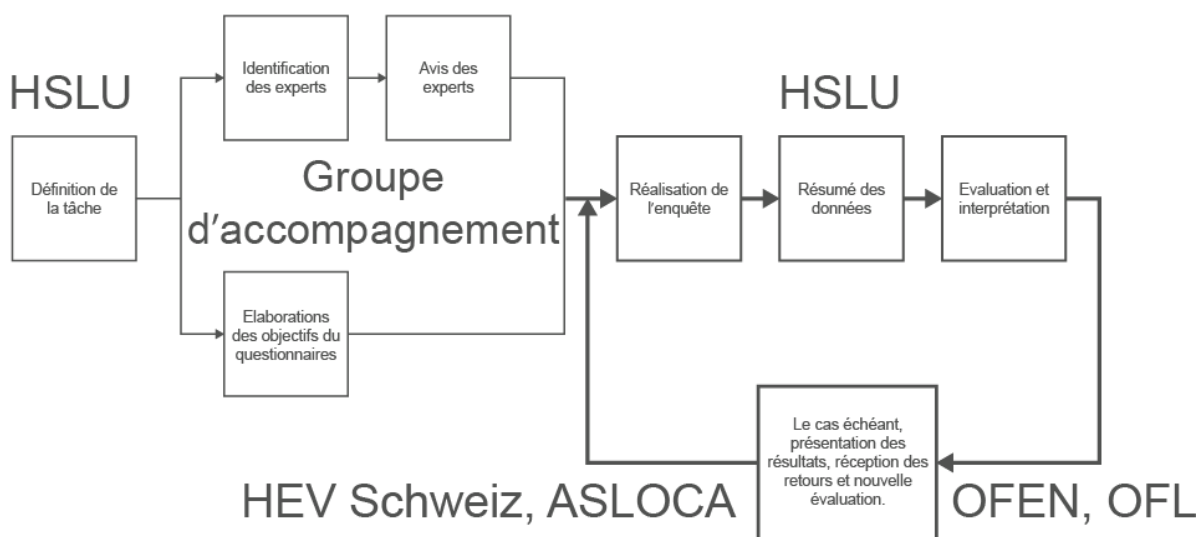 HSLU
Définition de
la tâche
Identification
des experts
Avis des
experts
Groupe
d'accompagnement
Elaborations
des objectifs du
questionnaires
HSLU
Réalisation de
l'enquête
Résumé des
données
Evaluation et
interprétation
Le cas échéant,
présentation des
résultats, réception des
retours et nouvelle
évaluation.
HEV Schweiz, ASLOCA
OFEN, OFL